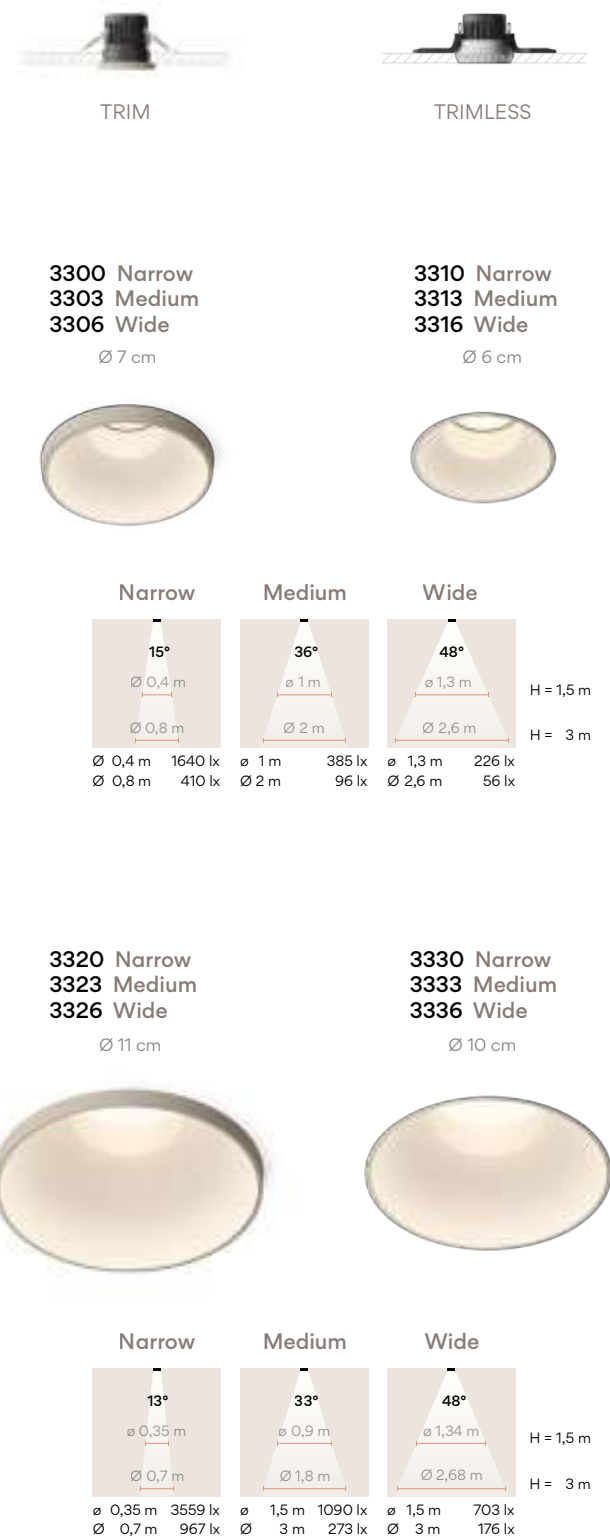 TRIM TRIMLESS
3300 Narrow 3310 Narrow
3303 Medium 3313 Medium
3306 Wide 3316 Wide
Ø 7 cm Ø 6 cm
Narrow Medium Wide
15° 36° 48°
Ø 0,4 m ø 1 m ø 1,3 m H = 1,5 m
Ø 0,8 m Ø 2 m Ø 2,6 m H = 3 m
Ø 0,4 m 1640 lx ø 1 m 385 lx ø 1,3 m 226 lx
Ø 0,8 m 410 lx Ø 2 m 96 lx Ø 2,6 m 56 lx
3320 Narrow 3330 Narrow
3323 Medium 3333 Medium
3326 Wide 3336 Wide
Ø 11 cm Ø 10 cm
Narrow Medium Wide
13° 33° 48°
ø 0,35 m ø 0,9 m ø 1,34 m H = 1,5 m
Ø 0,7 m Ø 1,8 m Ø 2,68 m H = 3 m
ø 0,35 m 3559 lx ø 1,5 m 1090 lx ø 1,5 m 703 lx
Ø 0,7 m 967 lx Ø 3 m 273 lx Ø 3 m 176 lx